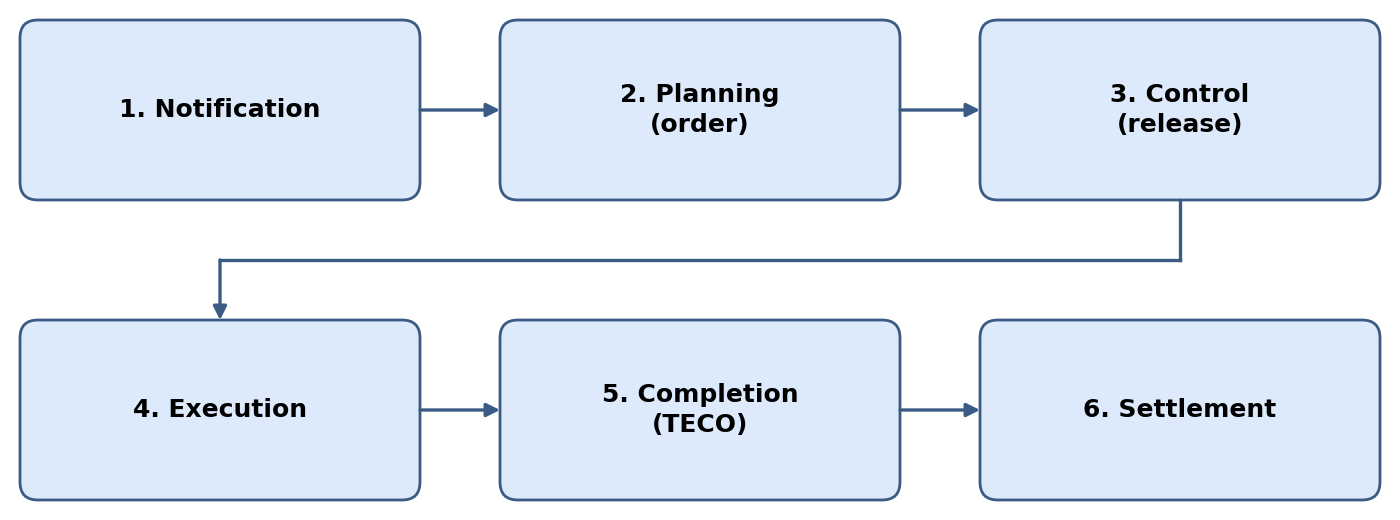 1. Notification
2. Planning
(order)
3. Control
(release)
4. Execution
5. Completion
(TECO)
6. Settlement